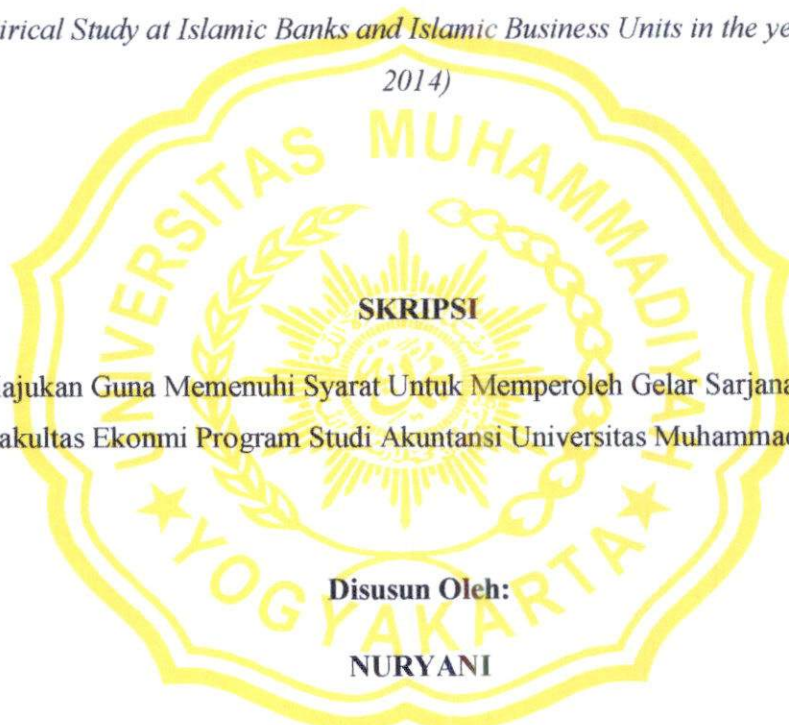 irical Study at Islamic Banks and Islamic Business Units in the ye
2014)
UNIVERSITAS MUHAMMADIYAH
YOGYAKARTA
SKRIPSI
ajukan Guna Memenuhi Syarat Untuk Memperoleh Gelar Sarjana
akultas Ekonmi Program Studi Akuntansi Universitas Muhammad
Disusun Oleh:
NURYANI